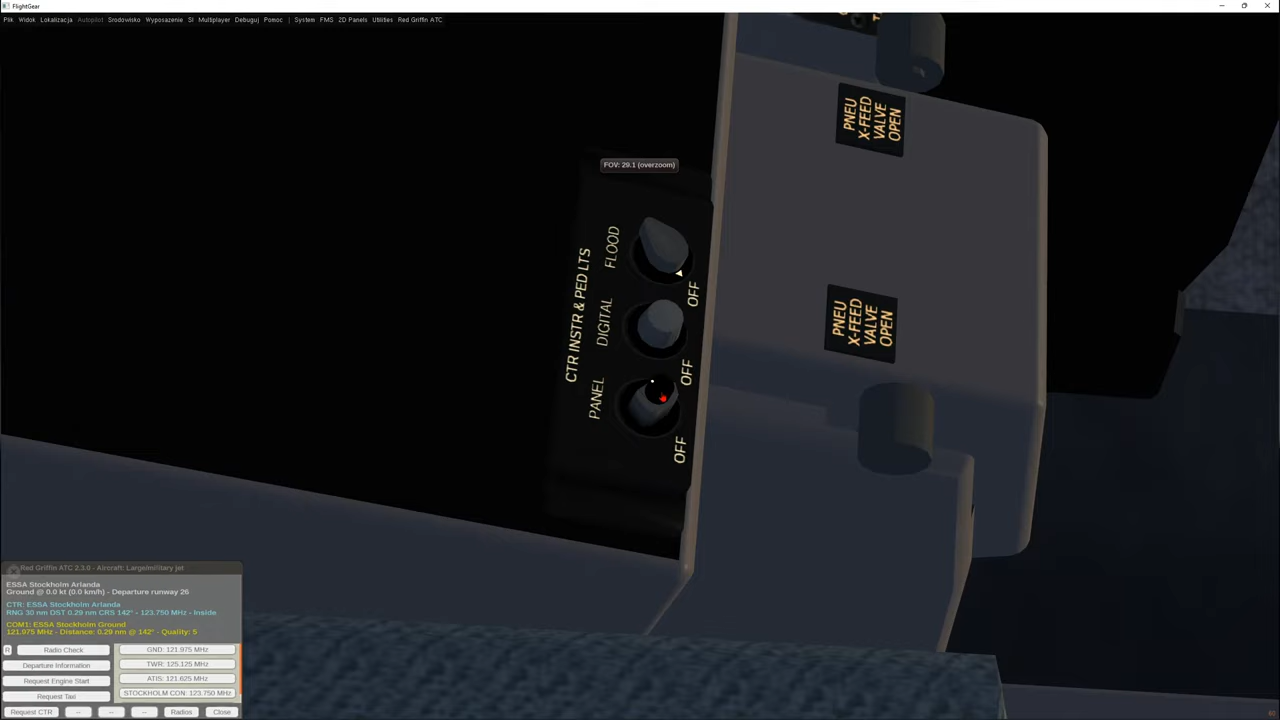 FlightGear
Plik Widok Lokalizacja Autopilot Środowisko Wyposażenie SI Multiplayer Debuguj Pomoc | System FMS 2D Panels Utilities Red Griffin ATC
PNEU
X-FEED
VALVE
OPEN
FOV: 29.1 (overzoom)
CTR INSTR & PED LTS
FLOOD
OFF
DIGITAL
OFF
PANEL
OFF
PNEU
X-FEED
VALVE
OPEN
Red Griffin ATC 2.3.0 - Aircraft: Large/military jet
ESSA Stockholm Arlanda
Ground @ 0.0 kt (0.0 km/h) - Departure runway 26
CTR: ESSA Stockholm Arlanda
RNG 30 nm DST 0.29 nm CRS 142° - 123.750 MHz - Inside
COM1: ESSA Stockholm Ground
121.975 MHz - Distance: 0.29 nm @ 142° - Quality: 5
R Radio Check GND: 121.975 MHz
Departure Information TWR: 125.125 MHz
Request Engine Start ATIS: 121.625 MHz
Request Taxi STOCKHOLM CON: 123.750 MHz
Request CTR -- -- -- Radios Close